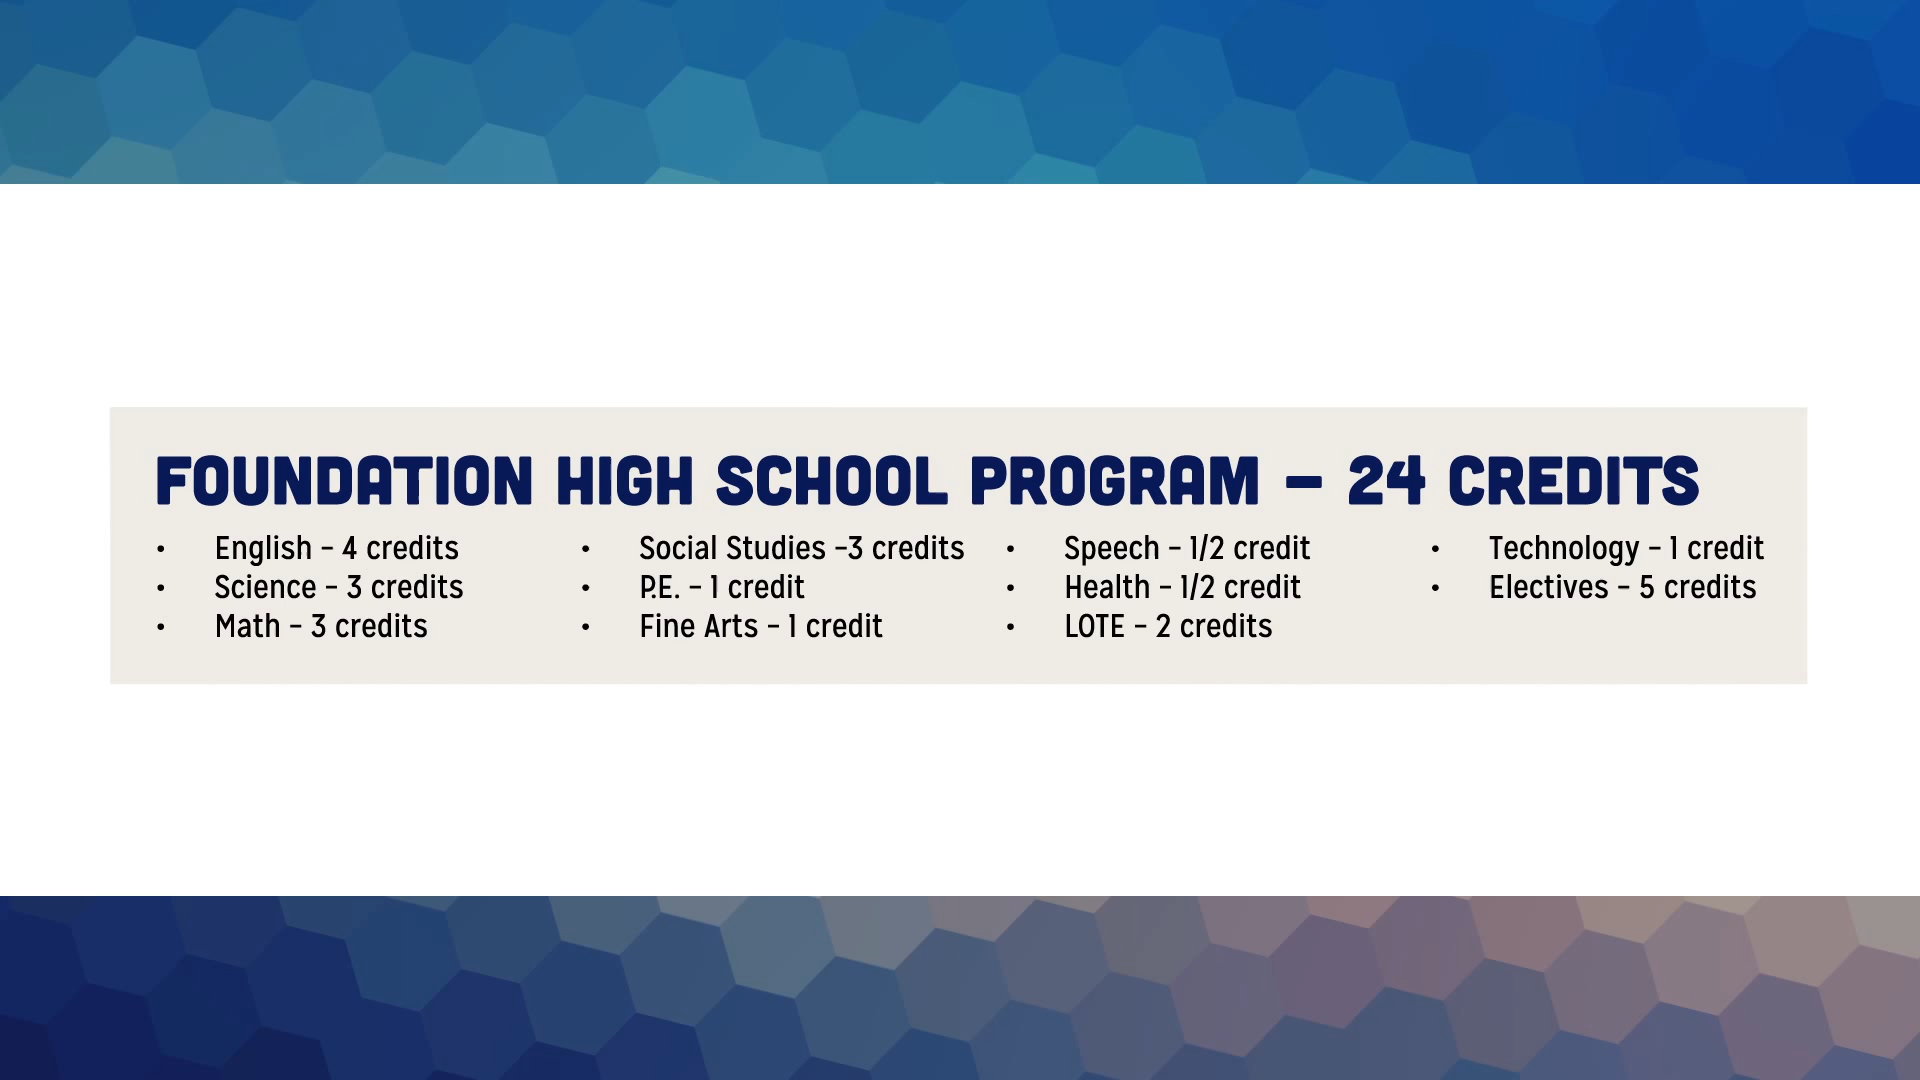 FOUNDATION HIGH SCHOOL PROGRAM – 24 CREDITS
• English – 4 credits
• Science – 3 credits
• Math – 3 credits
• Social Studies –3 credits
• P.E. – 1 credit
• Fine Arts – 1 credit
• Speech – 1/2 credit
• Health – 1/2 credit
• LOTE – 2 credits
• Technology – 1 credit
• Electives – 5 credits